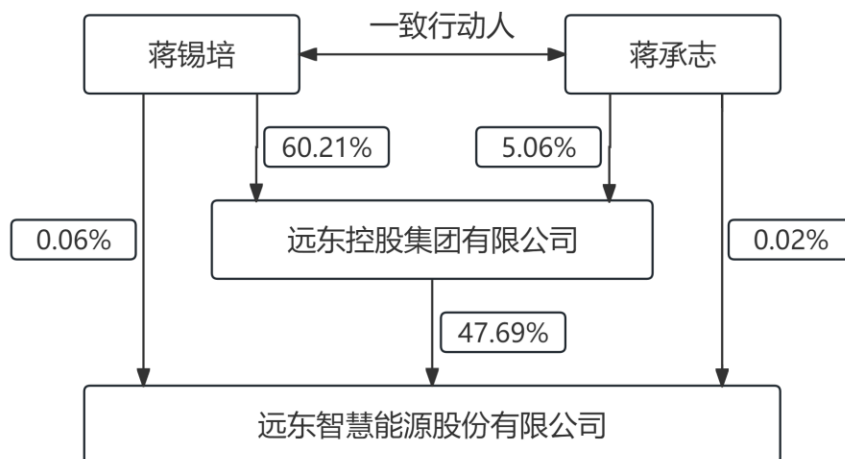 一致行动人
蒋锡培
蒋承志
60.21%
5.06%
0.06%
远东控股集团有限公司
0.02%
47.69%
远东智慧能源股份有限公司